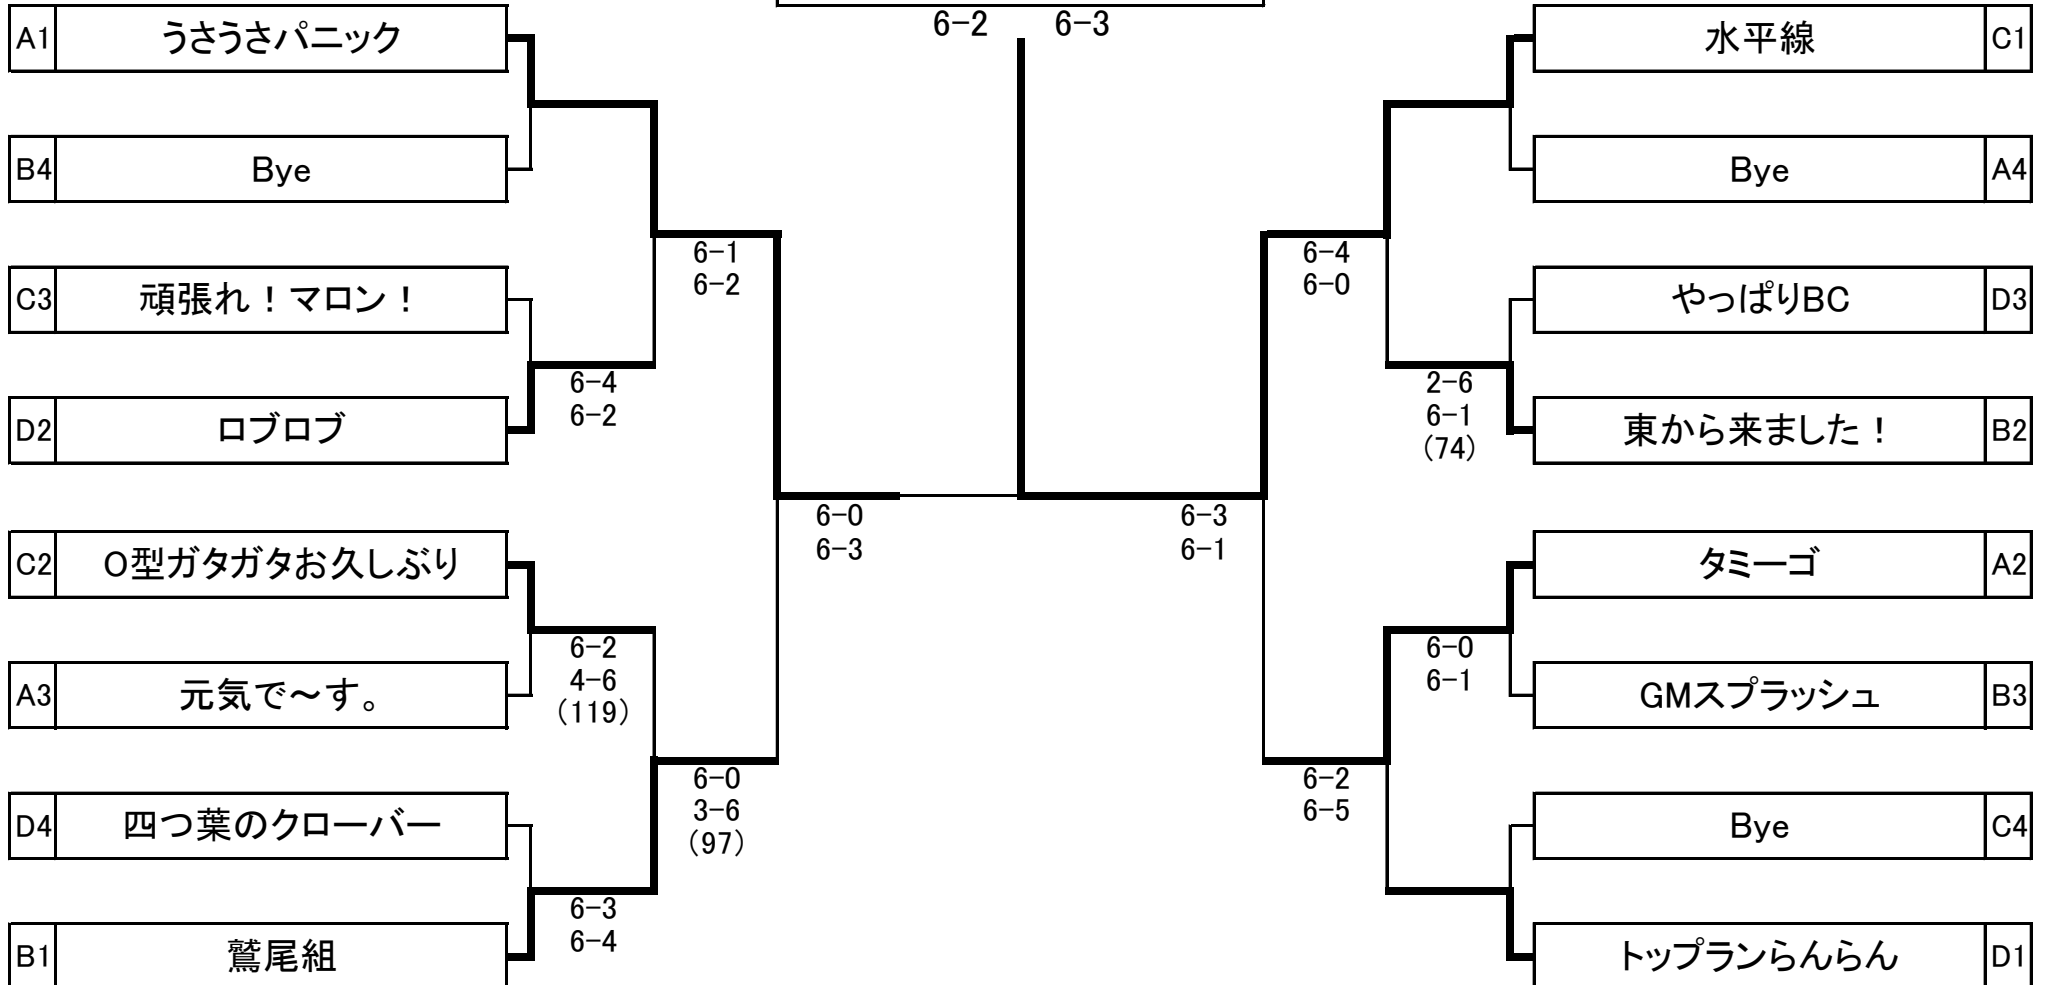 6-2 6-3
A1 うさうさパニック
B4 Bye
C3 頑張れ！マロン！
D2 ロブロブ
C2 O型ガタガタお久しぶり
A3 元気で～す。
D4 四つ葉のクローバー
B1 鷲尾組
6-4
6-2
6-2
4-6
(119)
6-3
6-4
6-1
6-2
6-0
3-6
(97)
6-0
6-3
6-3
6-1
6-4
6-0
6-2
6-5
2-6
6-1
(74)
6-0
6-1
水平線 C1
Bye A4
やっぱりBC D3
東から来ました！ B2
タミーゴ A2
GMスプラッシュ B3
Bye C4
トップランらんらん D1